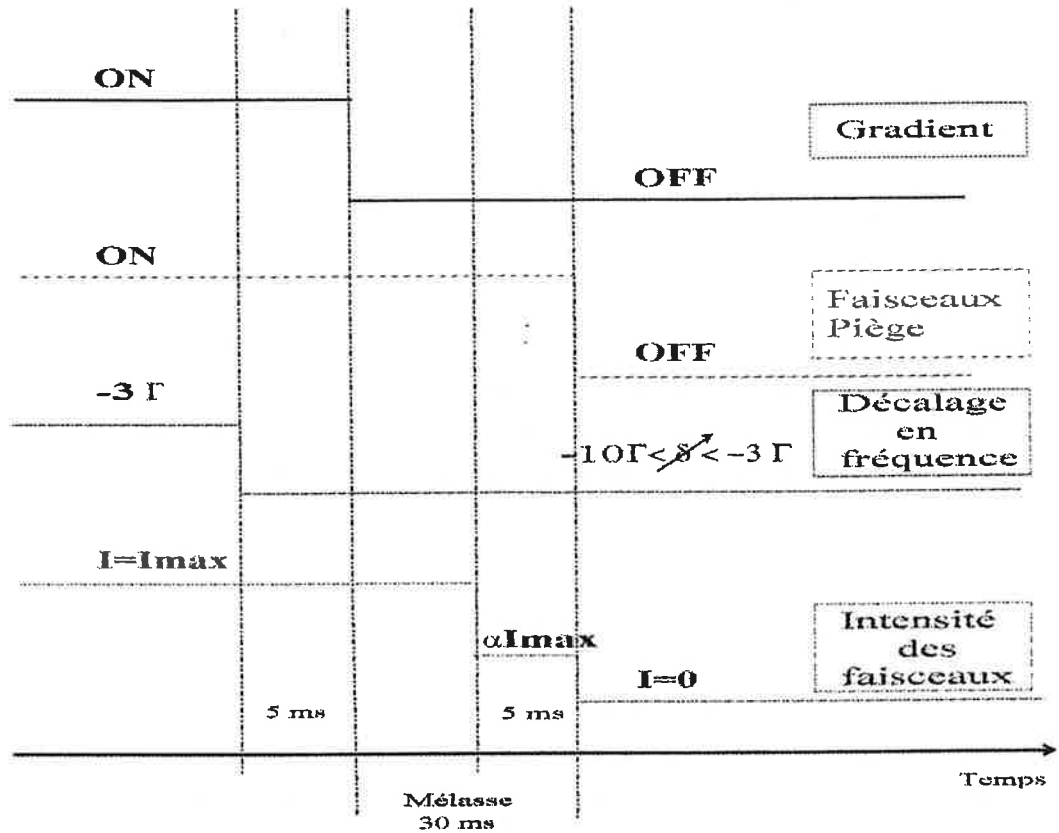 ON
Gradient
OFF
ON
Faisceaux
Piège
OFF
-3 Γ
Décalage
en
fréquence
-10Γ< δ < -3 Γ
I=Imax
αImax
Intensité
des
faisceaux
I=0
5 ms
5 ms
Temps
Mélasse
30 ms